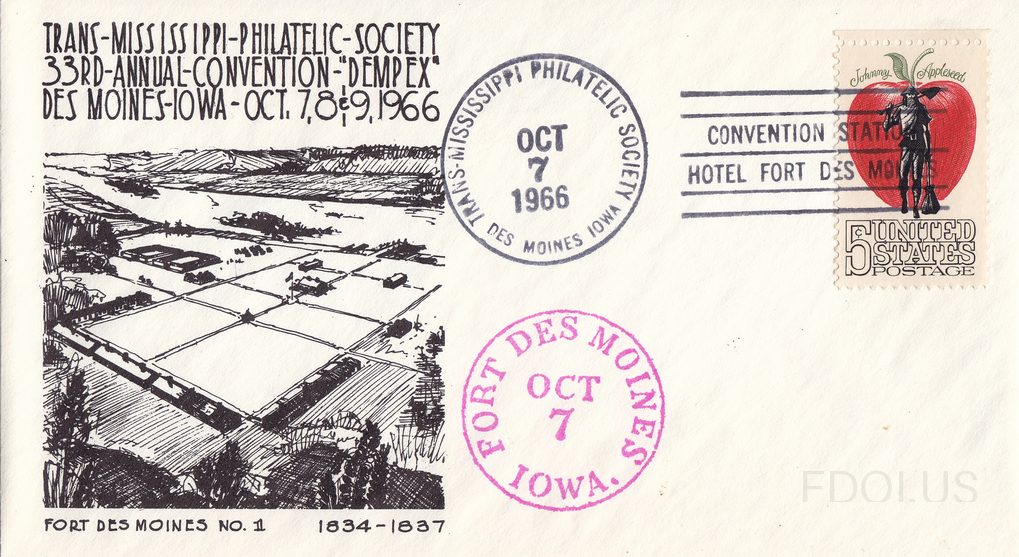 TRANS-MISSISSIPPI-PHILATELIC-SOCIETY
33RD-ANNUAL-CONVENTION-"DEMPEX"
DES MOINES-IOWA-OCT. 7,8&9,1966
TRANS-MISSISSIPPI PHILATELIC SOCIETY
OCT
7
1966
DES MOINES IOWA
CONVENTION STATION
HOTEL FORT DES MOINES
Johnny Appleseed
5¢ UNITED
STATES
POSTAGE
FORT DES MOINES
OCT
7
IOWA.
FORT DES MOINES NO. 1 1834-1837
FDOI.US